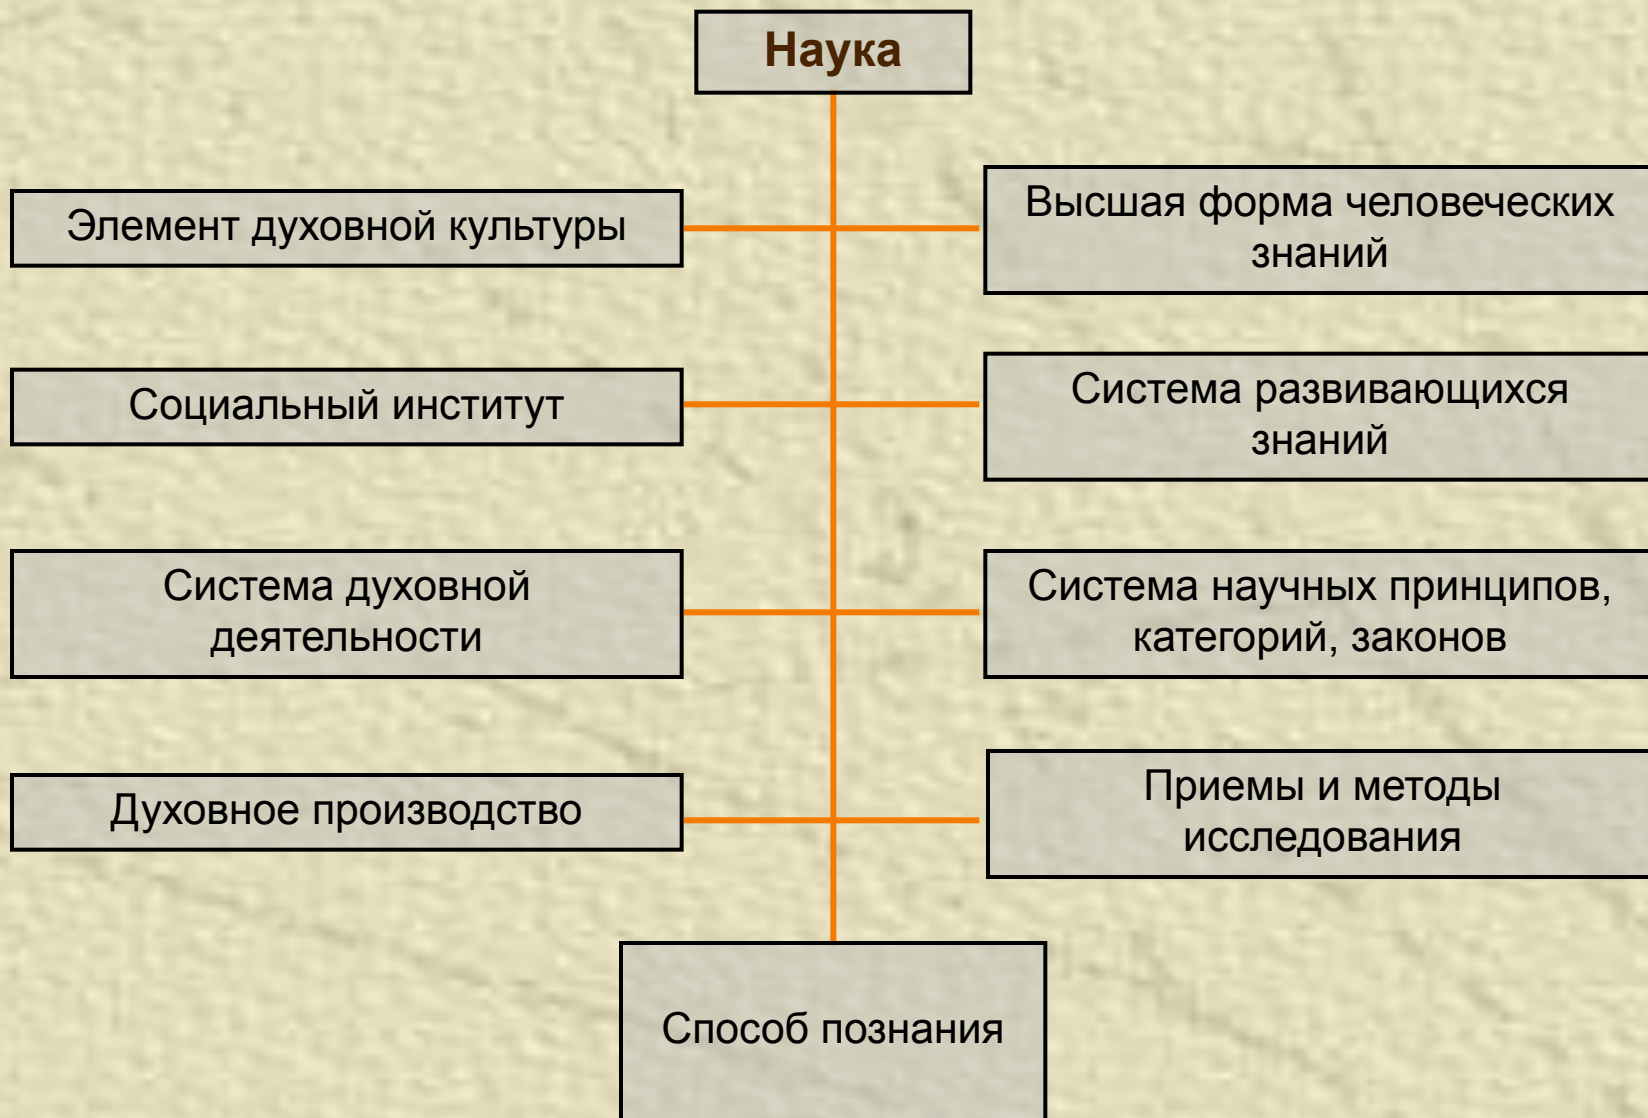 Наука
Элемент духовной культуры
Высшая форма человеческих
знаний
Социальный институт
Система развивающихся
знаний
Система духовной
деятельности
Система научных принципов,
категорий, законов
Духовное производство
Приемы и методы
исследования
Способ познания